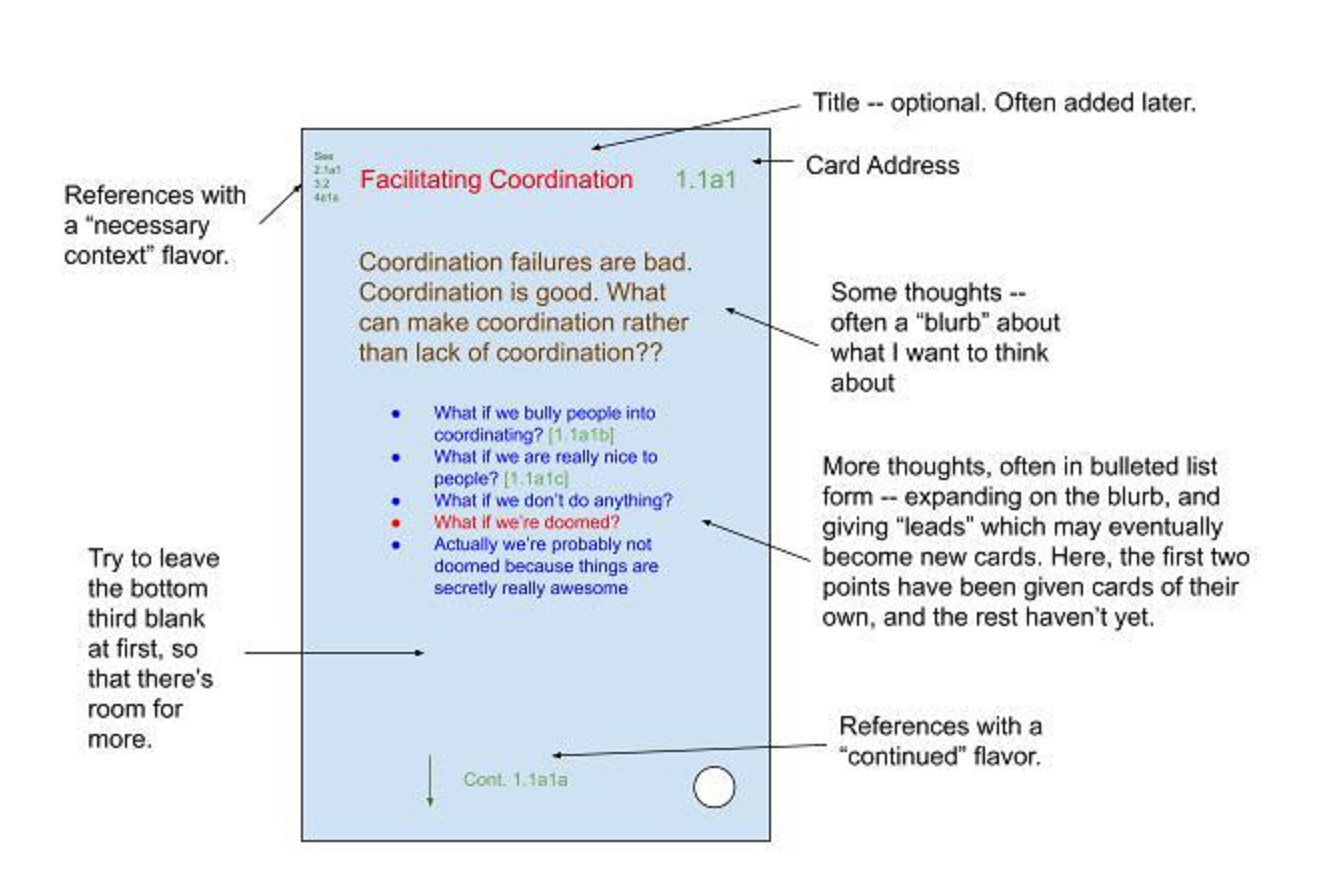 Title -- optional. Often added later.
Card Address
References with
a “necessary
context” flavor.
See
2.1a1
3.2
4a1a
Facilitating Coordination
1.1a1
Coordination failures are bad.
Coordination is good. What
can make coordination rather
than lack of coordination??
Some thoughts --
often a “blurb” about
what I want to think
about
● What if we bully people into
coordinating? [1.1a1b]
● What if we are really nice to
people? [1.1a1c]
● What if we don’t do anything?
● What if we’re doomed?
● Actually we’re probably not
doomed because things are
secretly really awesome
More thoughts, often in bulleted list
form -- expanding on the blurb, and
giving “leads” which may eventually
become new cards. Here, the first two
points have been given cards of their
own, and the rest haven’t yet.
Try to leave
the bottom
third blank
at first, so
that there’s
room for
more.
References with a
“continued” flavor.
Cont. 1.1a1a